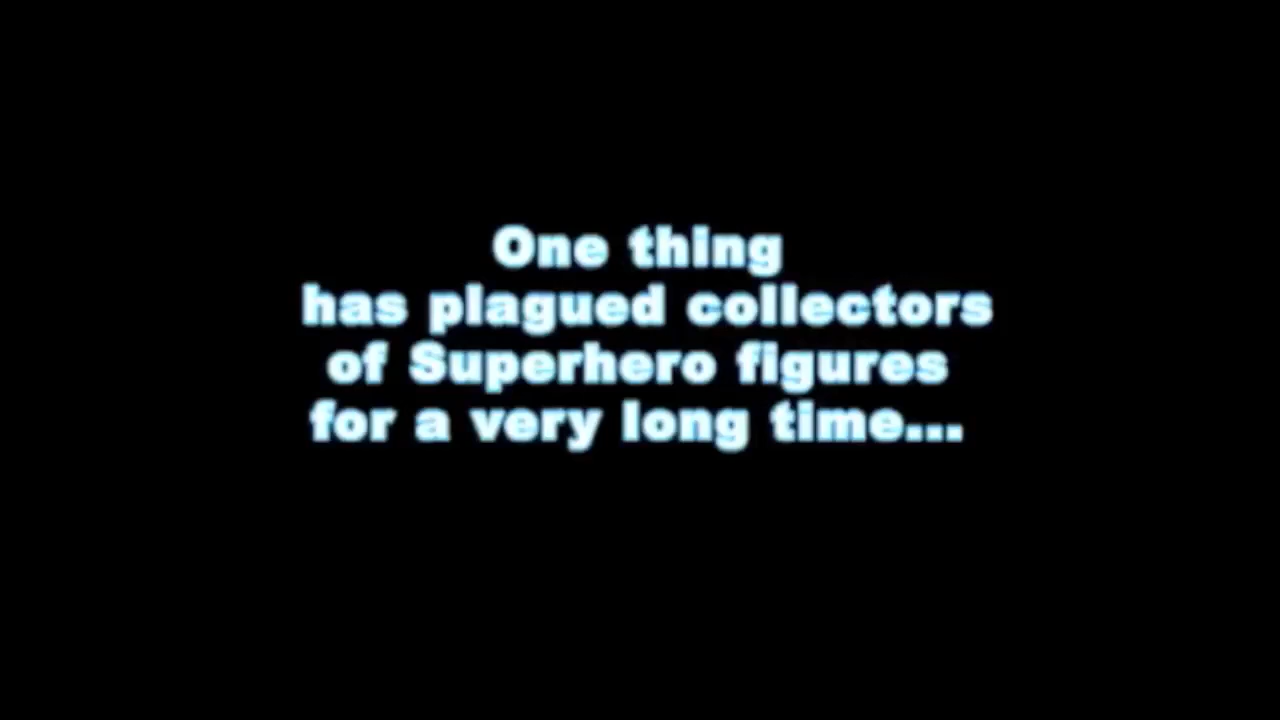 One thing
has plagued collectors
of Superhero figures
for a very long time...